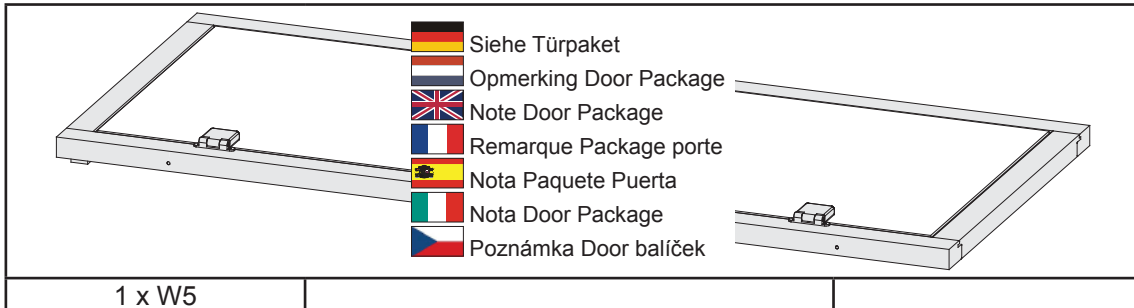 Siehe Türpaket
Opmerking Door Package
Note Door Package
Remarque Package porte
Nota Paquete Puerta
Nota Door Package
Poznámka Door balíček
1 x W5